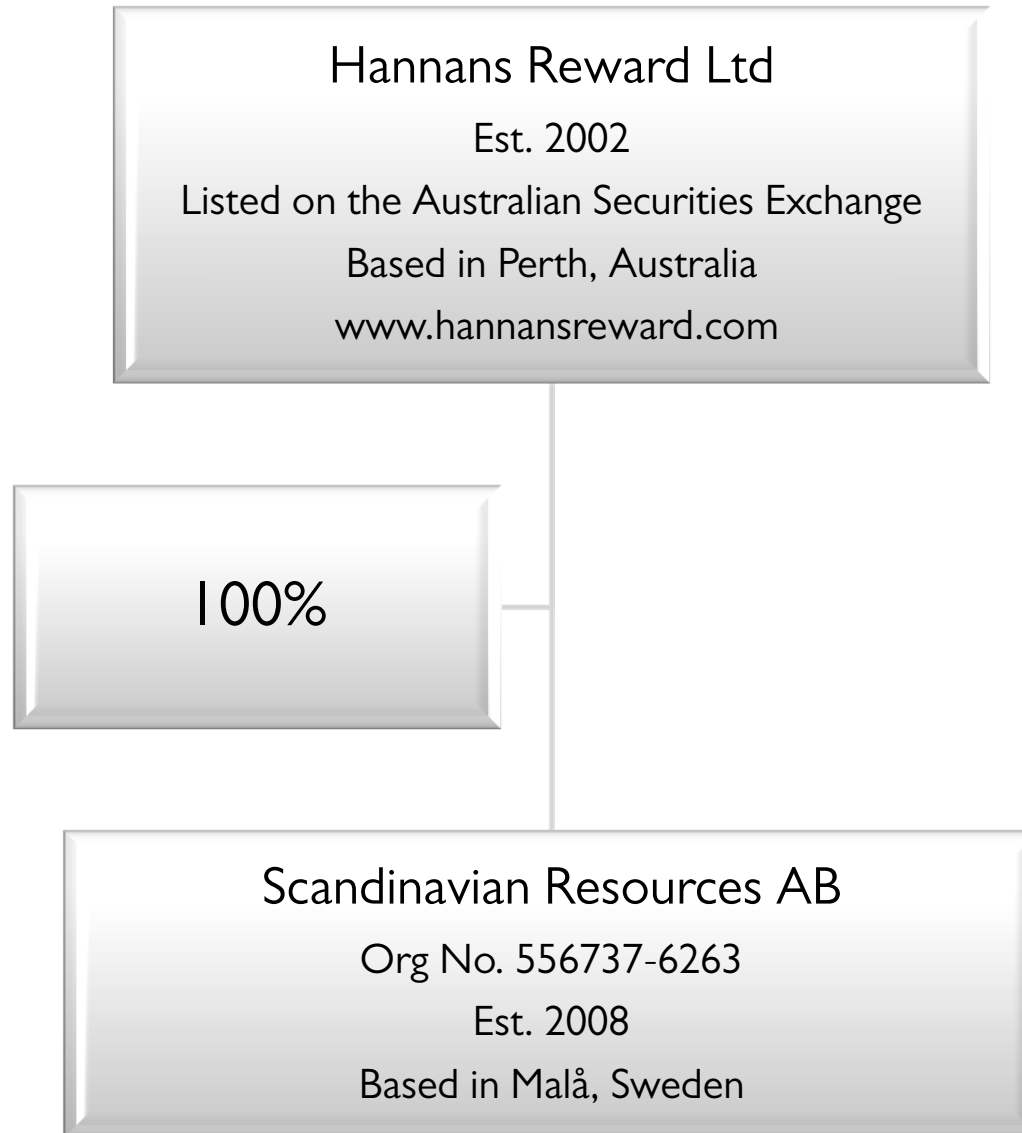 Hannans Reward Ltd
Est. 2002
Listed on the Australian Securities Exchange
Based in Perth, Australia
www.hannansreward.com
100%
Scandinavian Resources AB
Org No. 556737-6263
Est. 2008
Based in Malå, Sweden